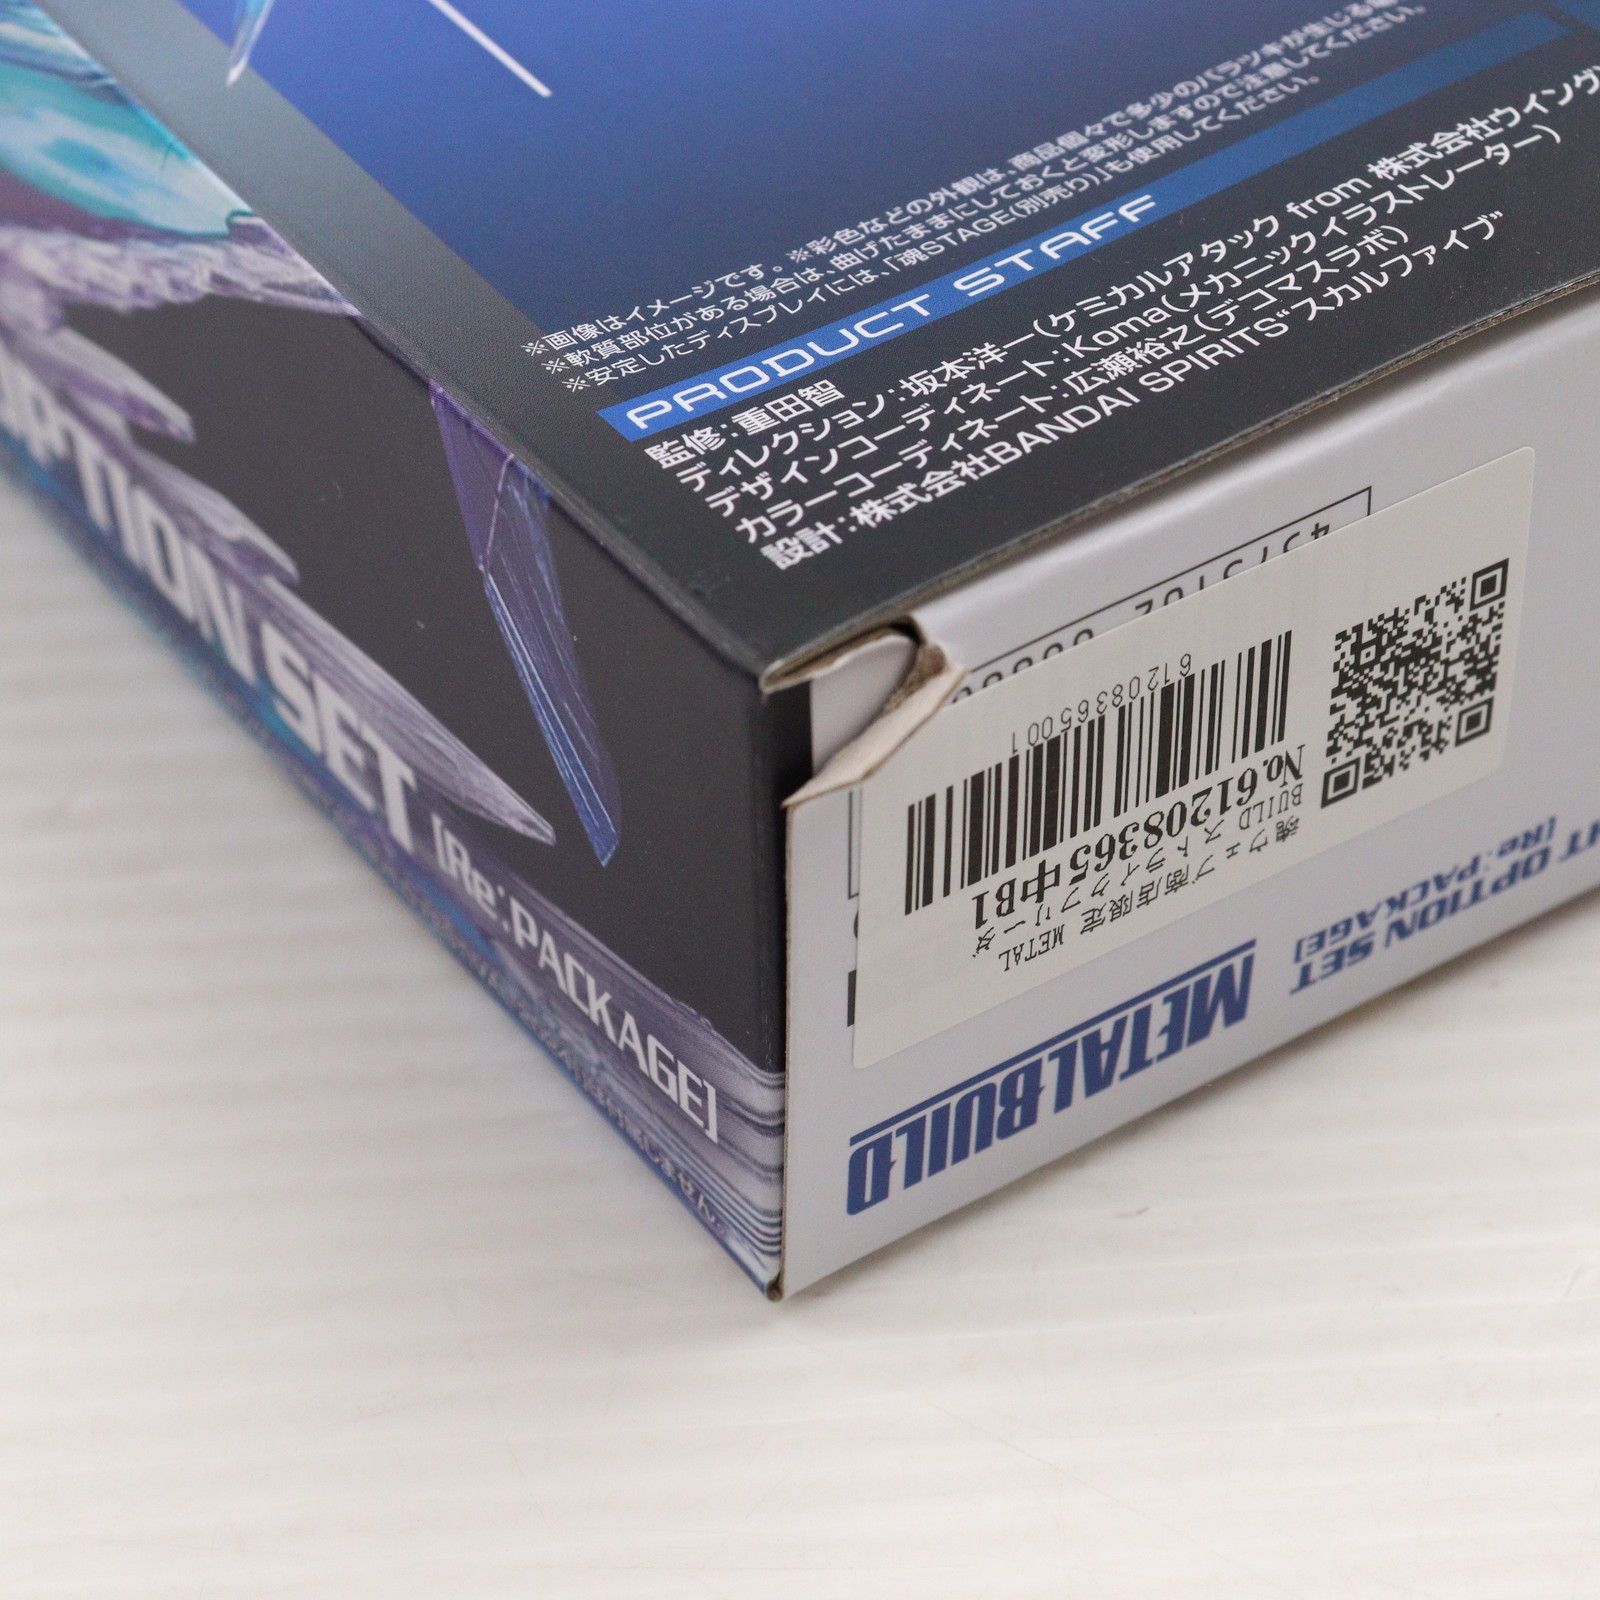 ※画像はイメージです。※彩色などの外観は、商品個々で多少のバラツキが生じる場
※軟質部位がある場合は、曲げたままにしておくと変形しますので注意してください。
※安定したディスプレイには、「魂STAGE(別売り)」も使用してください。
PRODUCT STAFF
監修:重田智
ディレクション:坂本洋一(ケミカルアタック from 株式会社ウイング)
デザインコーディネート:Koma(メカニックイラストレーター)
カラーコーディネート:広瀬裕之(デコマスラボ)
設計:株式会社BANDAI SPIRITS“スカルファイブ”
OPTION SET
[Re:PACKAGE]
付属しません。
61208365001
No.61208365中B1
魂ウェブ商店限定 METAL
BUILD ストライクフリーダ
METAL BUILD
OPTION SET
[Re:PACKAGE]